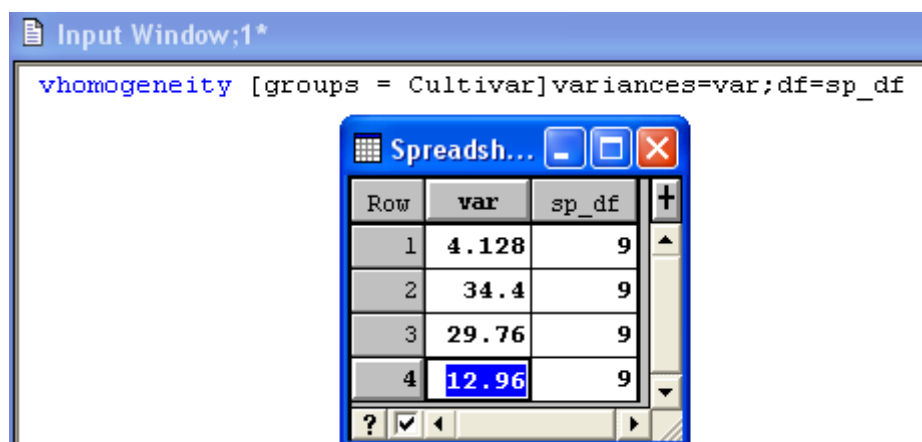 Input Window;1*
vhomogeneity [groups = Cultivar]variances=var;df=sp_df
Spreadsh...
Row var sp_df +
1 4.128 9
2 34.4 9
3 29.76 9
4 12.96 9
?